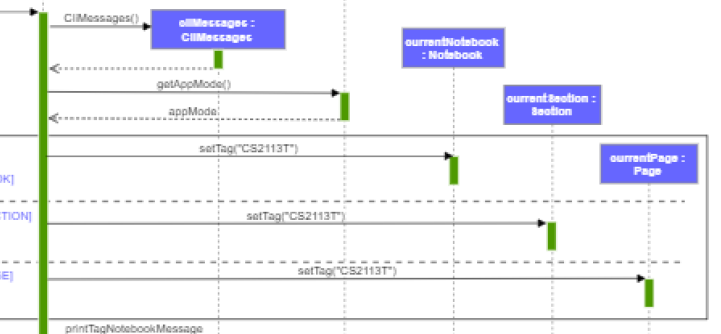 CliMessages()
cliMessages :
CliMessages
currentNotebook
: Notebook
getAppMode()
currentSection :
Section
appMode
setTag("CS2113T")
currentPage :
Page
OK]
CTION]
setTag("CS2113T")
GE]
setTag("CS2113T")
printTagNotebookMessage